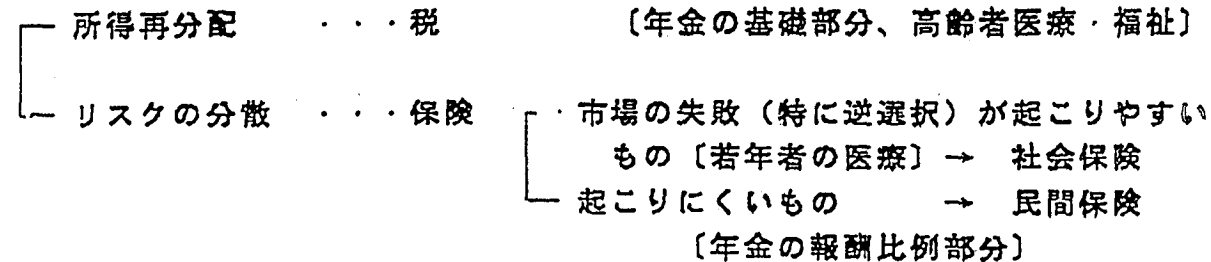 所得再分配 ・・・税 〔年金の基礎部分、高齢者医療・福祉〕
リスクの分散 ・・・保険 ・市場の失敗（特に逆選択）が起こりやすい
もの〔若年者の医療〕→ 社会保険
起こりにくいもの → 民間保険
〔年金の報酬比例部分〕